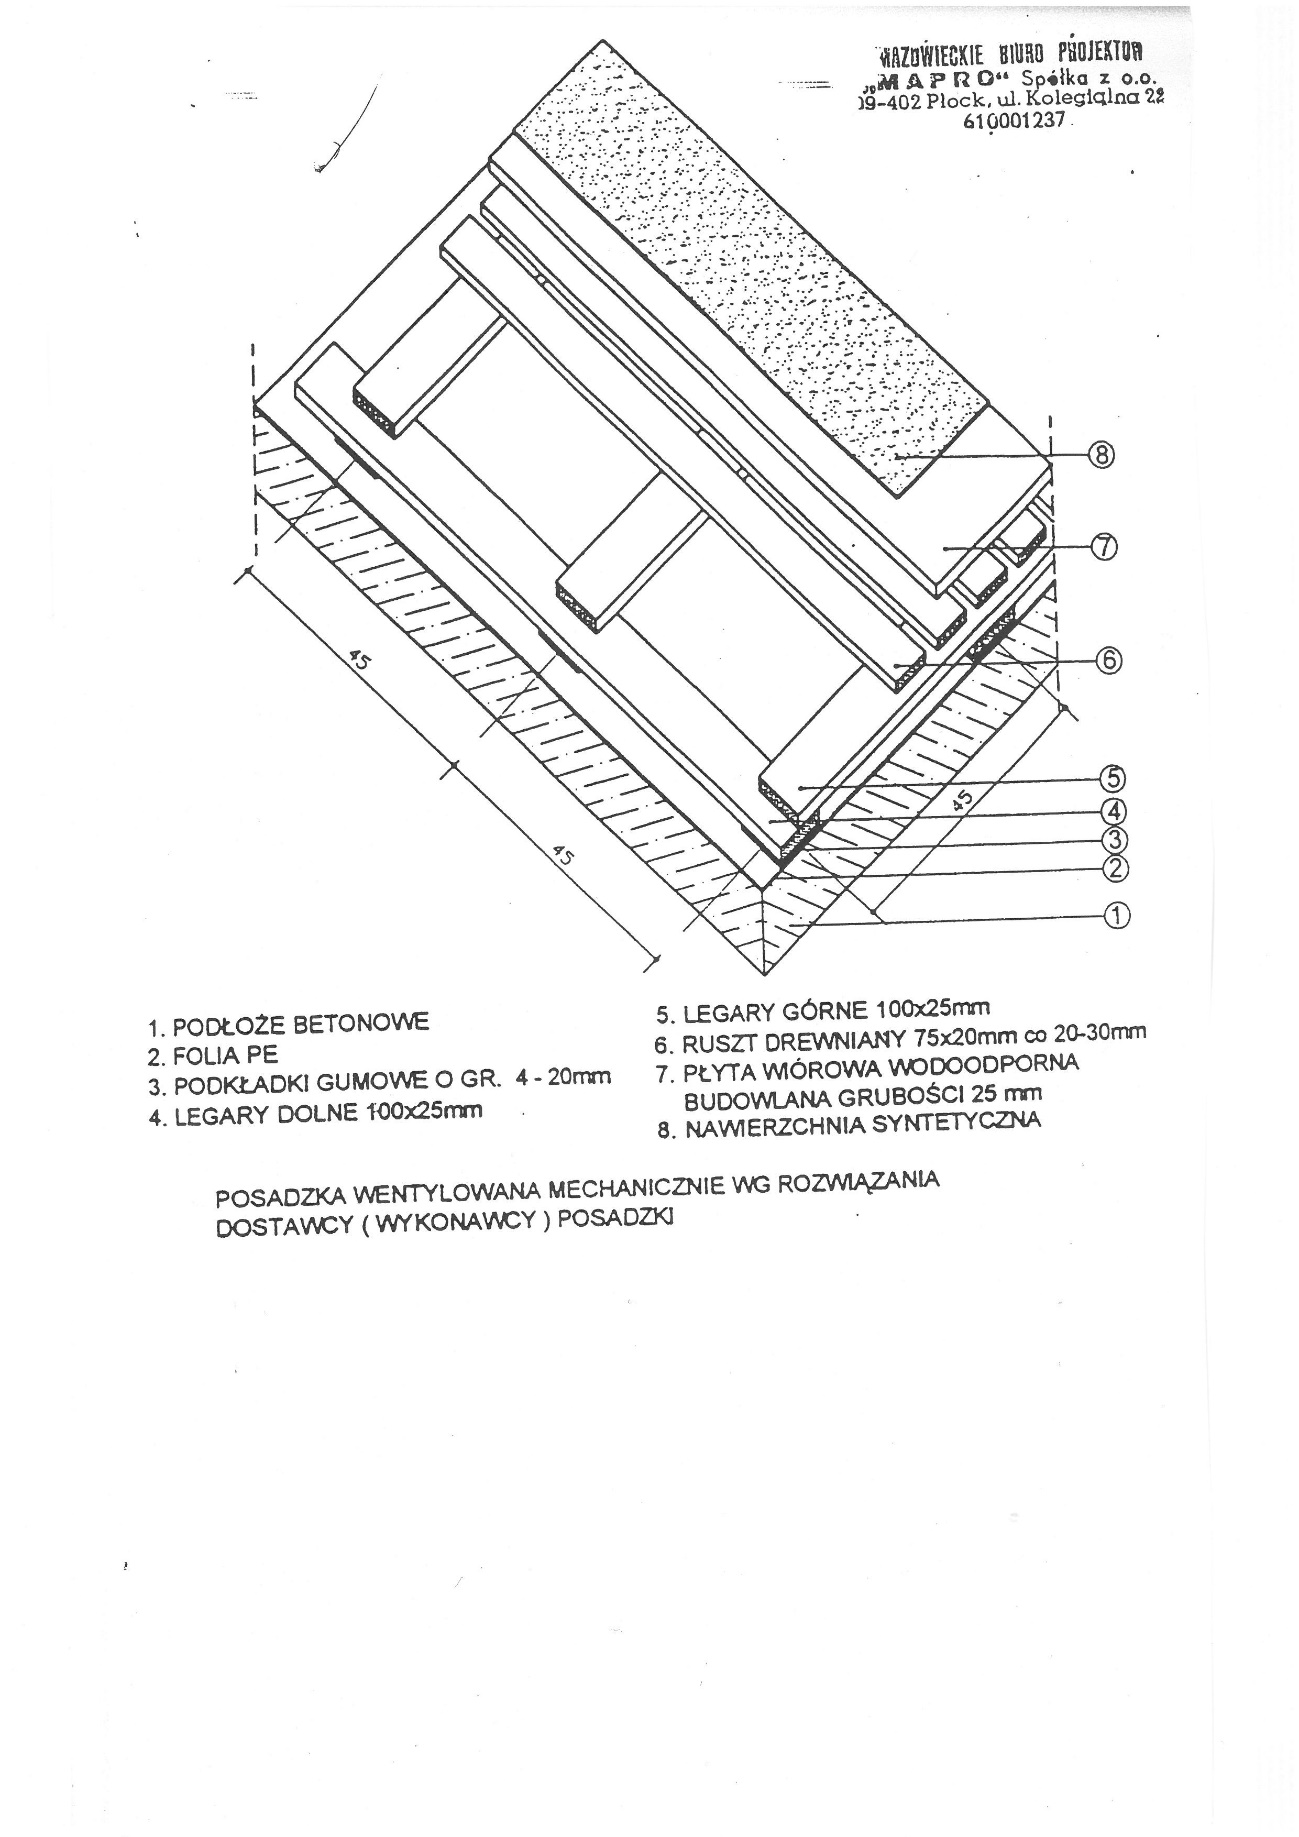 MAZOWIECKIE BIURO PROJEKTÓW
„MAPRO“ Spółka z o.o.
09-402 Płock, ul. Kolegialna 22
610001237
8
7
6
45
5
45
4
3
45
2
1
1. PODŁOŻE BETONOWE
2. FOLIA PE
3. PODKŁADKI GUMOWE O GR. 4 - 20mm
4. LEGARY DOLNE 100x25mm
5. LEGARY GÓRNE 100x25mm
6. RUSZT DREWNIANY 75x20mm co 20-30mm
7. PŁYTA WIÓROWA WODOODPORNA
BUDOWLANA GRUBOŚCI 25 mm
8. NAWIERZCHNIA SYNTETYCZNA
POSADZKA WENTYLOWANA MECHANICZNIE WG ROZWIĄZANIA
DOSTAWCY ( WYKONAWCY ) POSADZKI